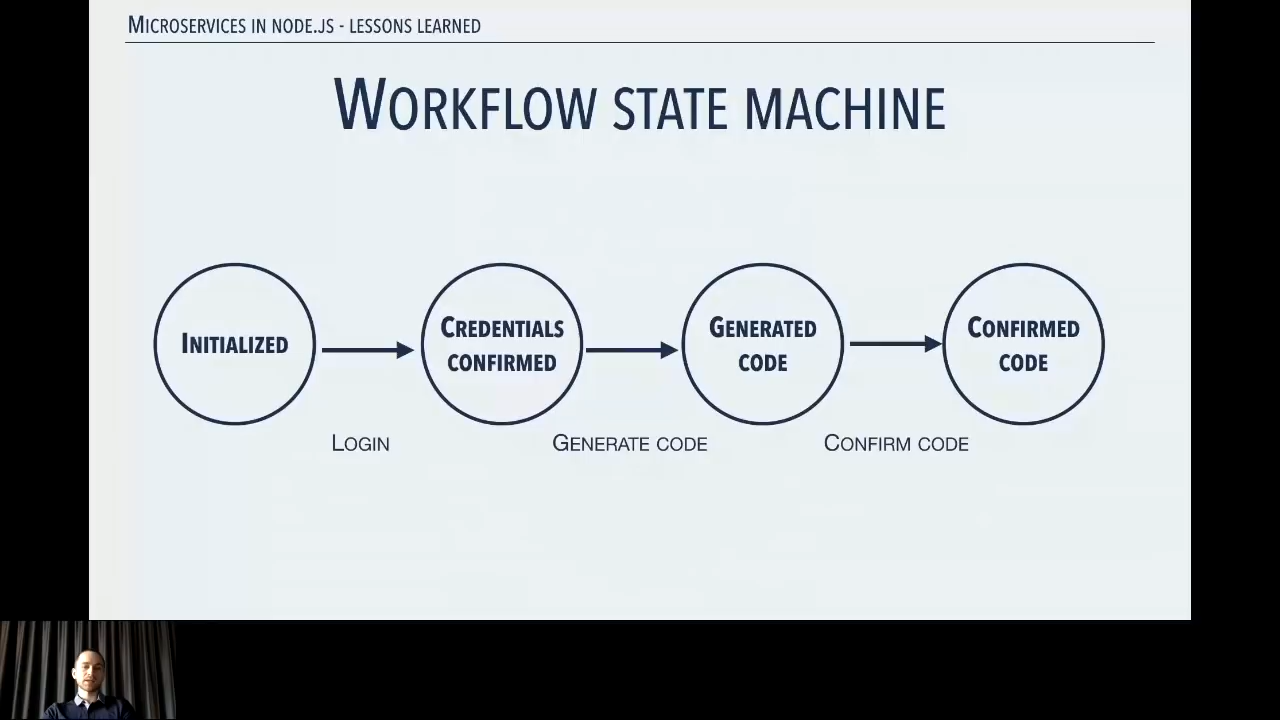 Microservices in node.js - lessons learned
Workflow state machine
Initialized
Credentials
confirmed
Generated
code
Confirmed
code
Login
Generate code
Confirm code